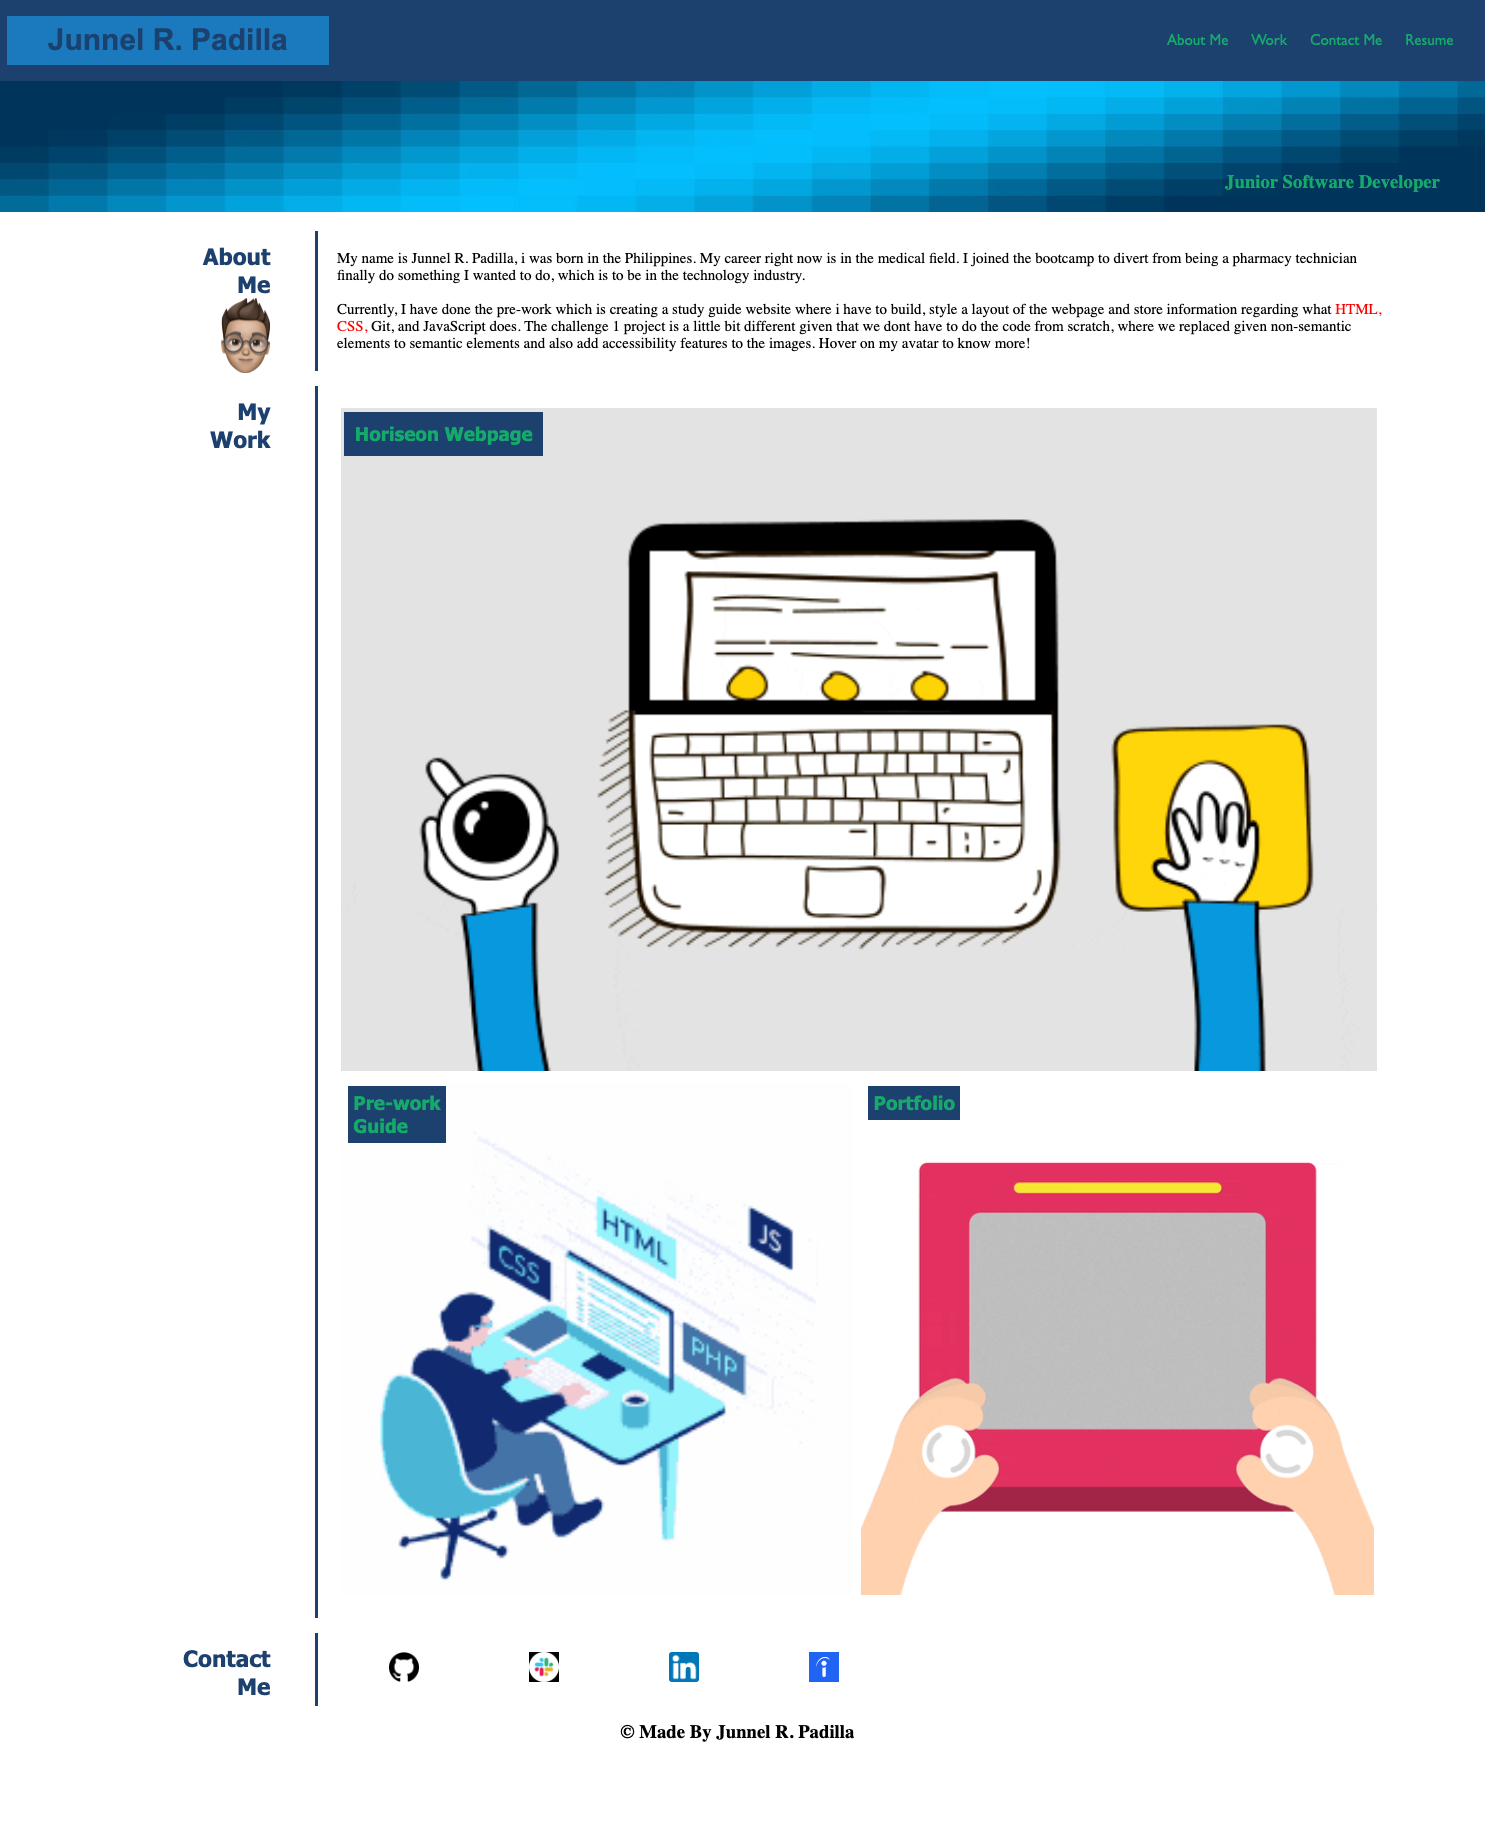 Junnel R. Padilla
About Me Work Contact Me Resume
Junior Software Developer
About
Me
My name is Junnel R. Padilla, i was born in the Philippines. My career right now is in the medical field. I joined the bootcamp to divert from being a pharmacy technician
finally do something I wanted to do, which is to be in the technology industry.
Currently, I have done the pre-work which is creating a study guide website where i have to build, style a layout of the webpage and store information regarding what HTML,
CSS, Git, and JavaScript does. The challenge 1 project is a little bit different given that we dont have to do the code from scratch, where we replaced given non-semantic
elements to semantic elements and also add accessibility features to the images. Hover on my avatar to know more!
My
Work
Horiseon Webpage
Pre-work
Guide
Portfolio
HTML
JS
CSS
PHP
Contact
Me
in
© Made By Junnel R. Padilla